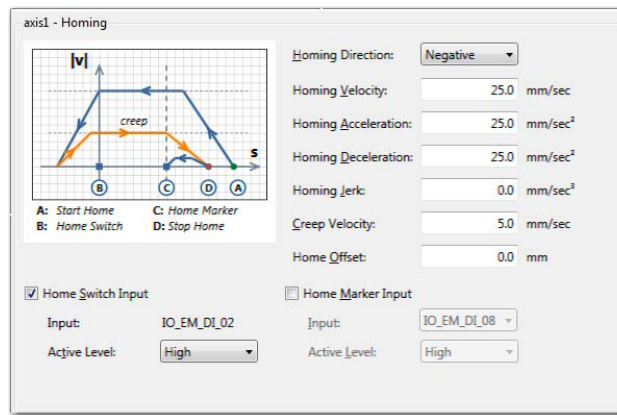 axis1 - Homing
|v|
creep
s
B
C
D
A
A: Start Home
C: Home Marker
B: Home Switch
D: Stop Home
Homing Direction: Negative
Homing Velocity: 25.0 mm/sec
Homing Acceleration: 25.0 mm/sec²
Homing Deceleration: 25.0 mm/sec²
Homing Jerk: 0.0 mm/sec³
Creep Velocity: 5.0 mm/sec
Home Offset: 0.0 mm
Home Switch Input
Input: IO_EM_DI_02
Active Level: High
Home Marker Input
Input: IO_EM_DI_08
Active Level: High